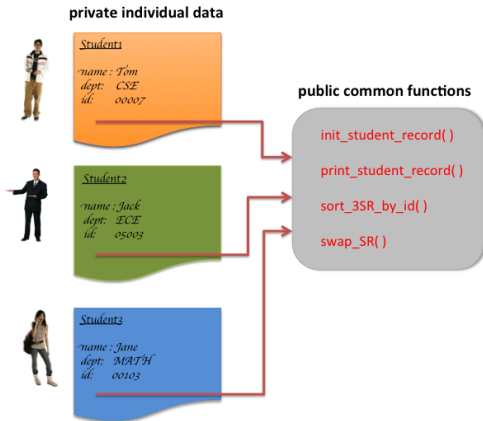 private individual data
Student1
name : Tom
dept: CSE
id: 00007
Student2
name : Jack
dept: ECE
id: 05003
Student3
name : Jane
dept: MATH
id: 00103
public common functions
init_student_record( )
print_student_record( )
sort_3SR_by_id( )
swap_SR( )